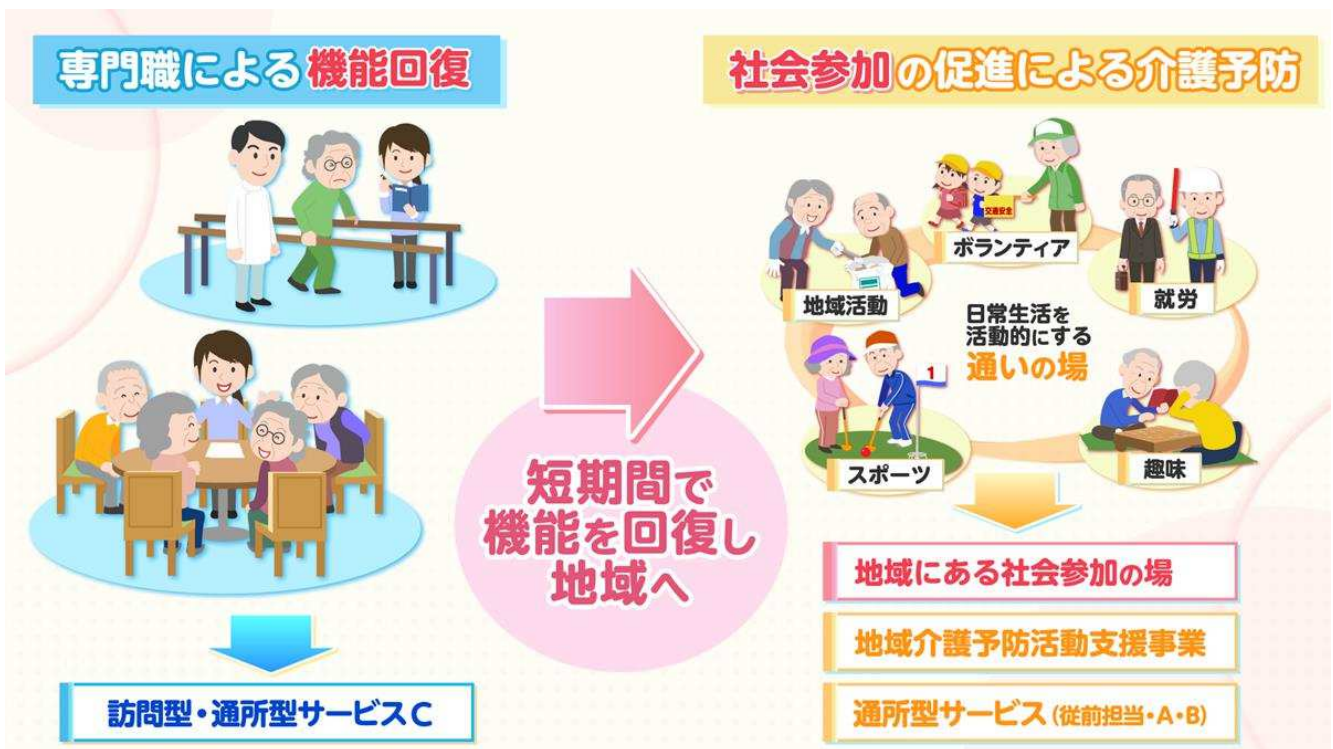 専門職による機能回復
訪問型・通所型サービスC
短期間で
機能を回復し
地域へ
社会参加の促進による介護予防
交通安全
ボランティア
地域活動
就労
日常生活を
活動的にする
通いの場
1
スポーツ
趣味
地域にある社会参加の場
地域介護予防活動支援事業
通所型サービス(従前担当・A・B)